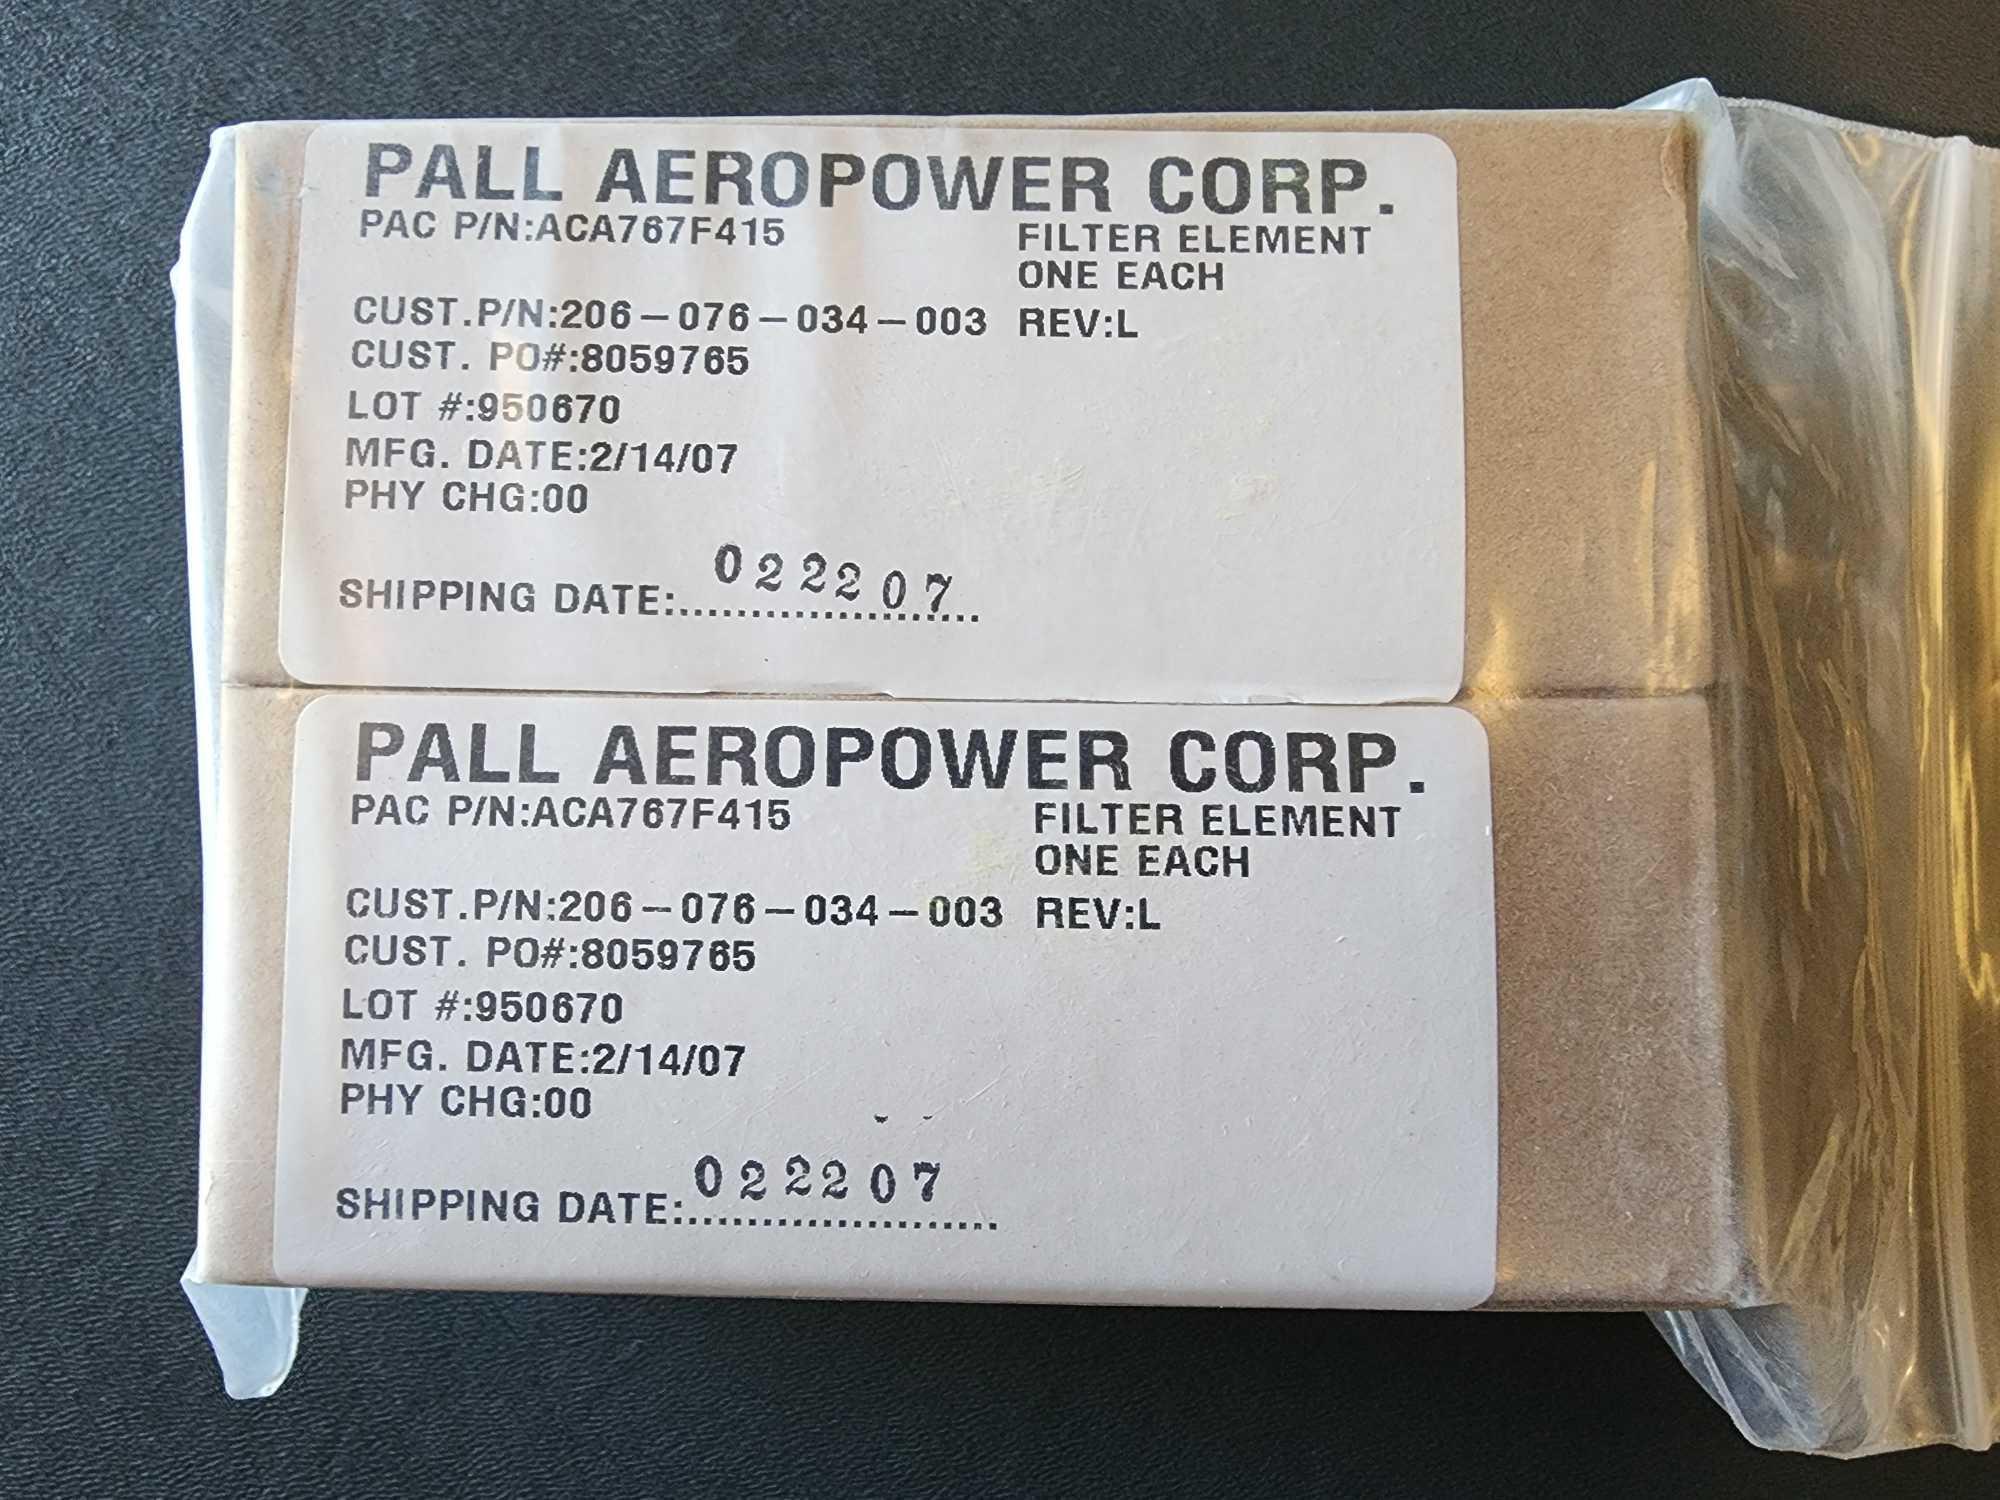 PALL AEROPOWER CORP.
PAC P/N:ACA767F415
FILTER ELEMENT
ONE EACH
CUST.P/N:206-076-034-003 REV:L
CUST. PO#:8059765
LOT #:950670
MFG. DATE:2/14/07
PHY CHG:00
SHIPPING DATE:..................... 022207
PALL AEROPOWER CORP.
PAC P/N:ACA767F415
FILTER ELEMENT
ONE EACH
CUST.P/N:206-076-034-003 REV:L
CUST. PO#:8059765
LOT #:950670
MFG. DATE:2/14/07
PHY CHG:00
SHIPPING DATE:..................... 022207